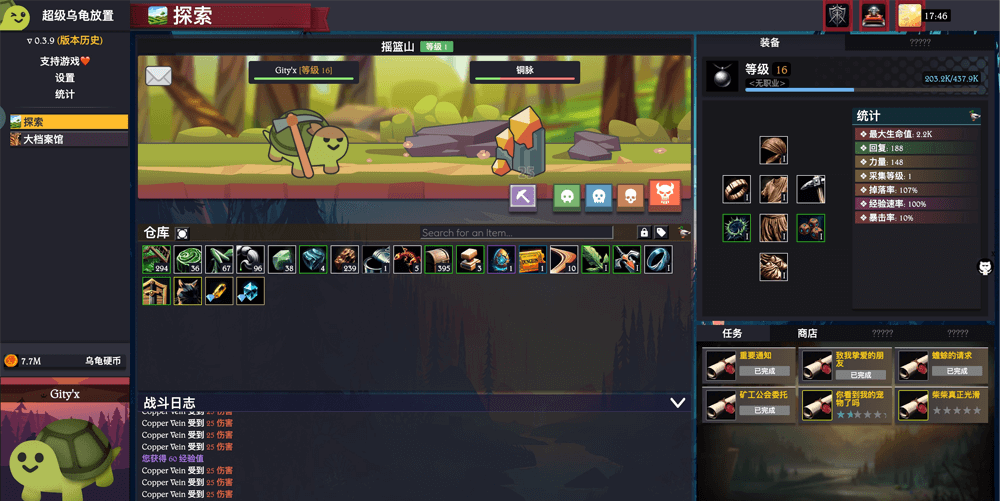 超级乌龟放置
v 0.3.9 (版本历史)
支持游戏
设置
统计
探索
大档案馆
7.7M 乌龟硬币
Gity'x
探索
17:46
摇篮山 等级 1
Gity'x [等级 16]
铜脉
仓库
Search for an Item...
294 36 67 96 38 4 239 1 5 395 3 1 1 10 1 1 1
1
战斗日志
Copper Vein 受到 25 伤害
Copper Vein 受到 25 伤害
Copper Vein 受到 25 伤害
Copper Vein 受到 25 伤害
您获得 60 经验值
Copper Vein 受到 25 伤害
Copper Vein 受到 25 伤害
Copper Vein 受到 25 伤害
装备 ?????
等级 16
<无职业>
203.2K/437.9K
统计
最大生命值: 2.2K
回复: 188
力量: 148
采集等级: 1
掉落率: 107%
经验速率: 100%
暴击率: 10%
I
I I I
I I I
I
任务 商店 ????? ?????
重要通知
已完成
致我挚爱的朋友
已完成
蟾蜍的请求
已完成
矿工公会委托
已完成
你看到我的宠物了吗
柴柴真正光滑